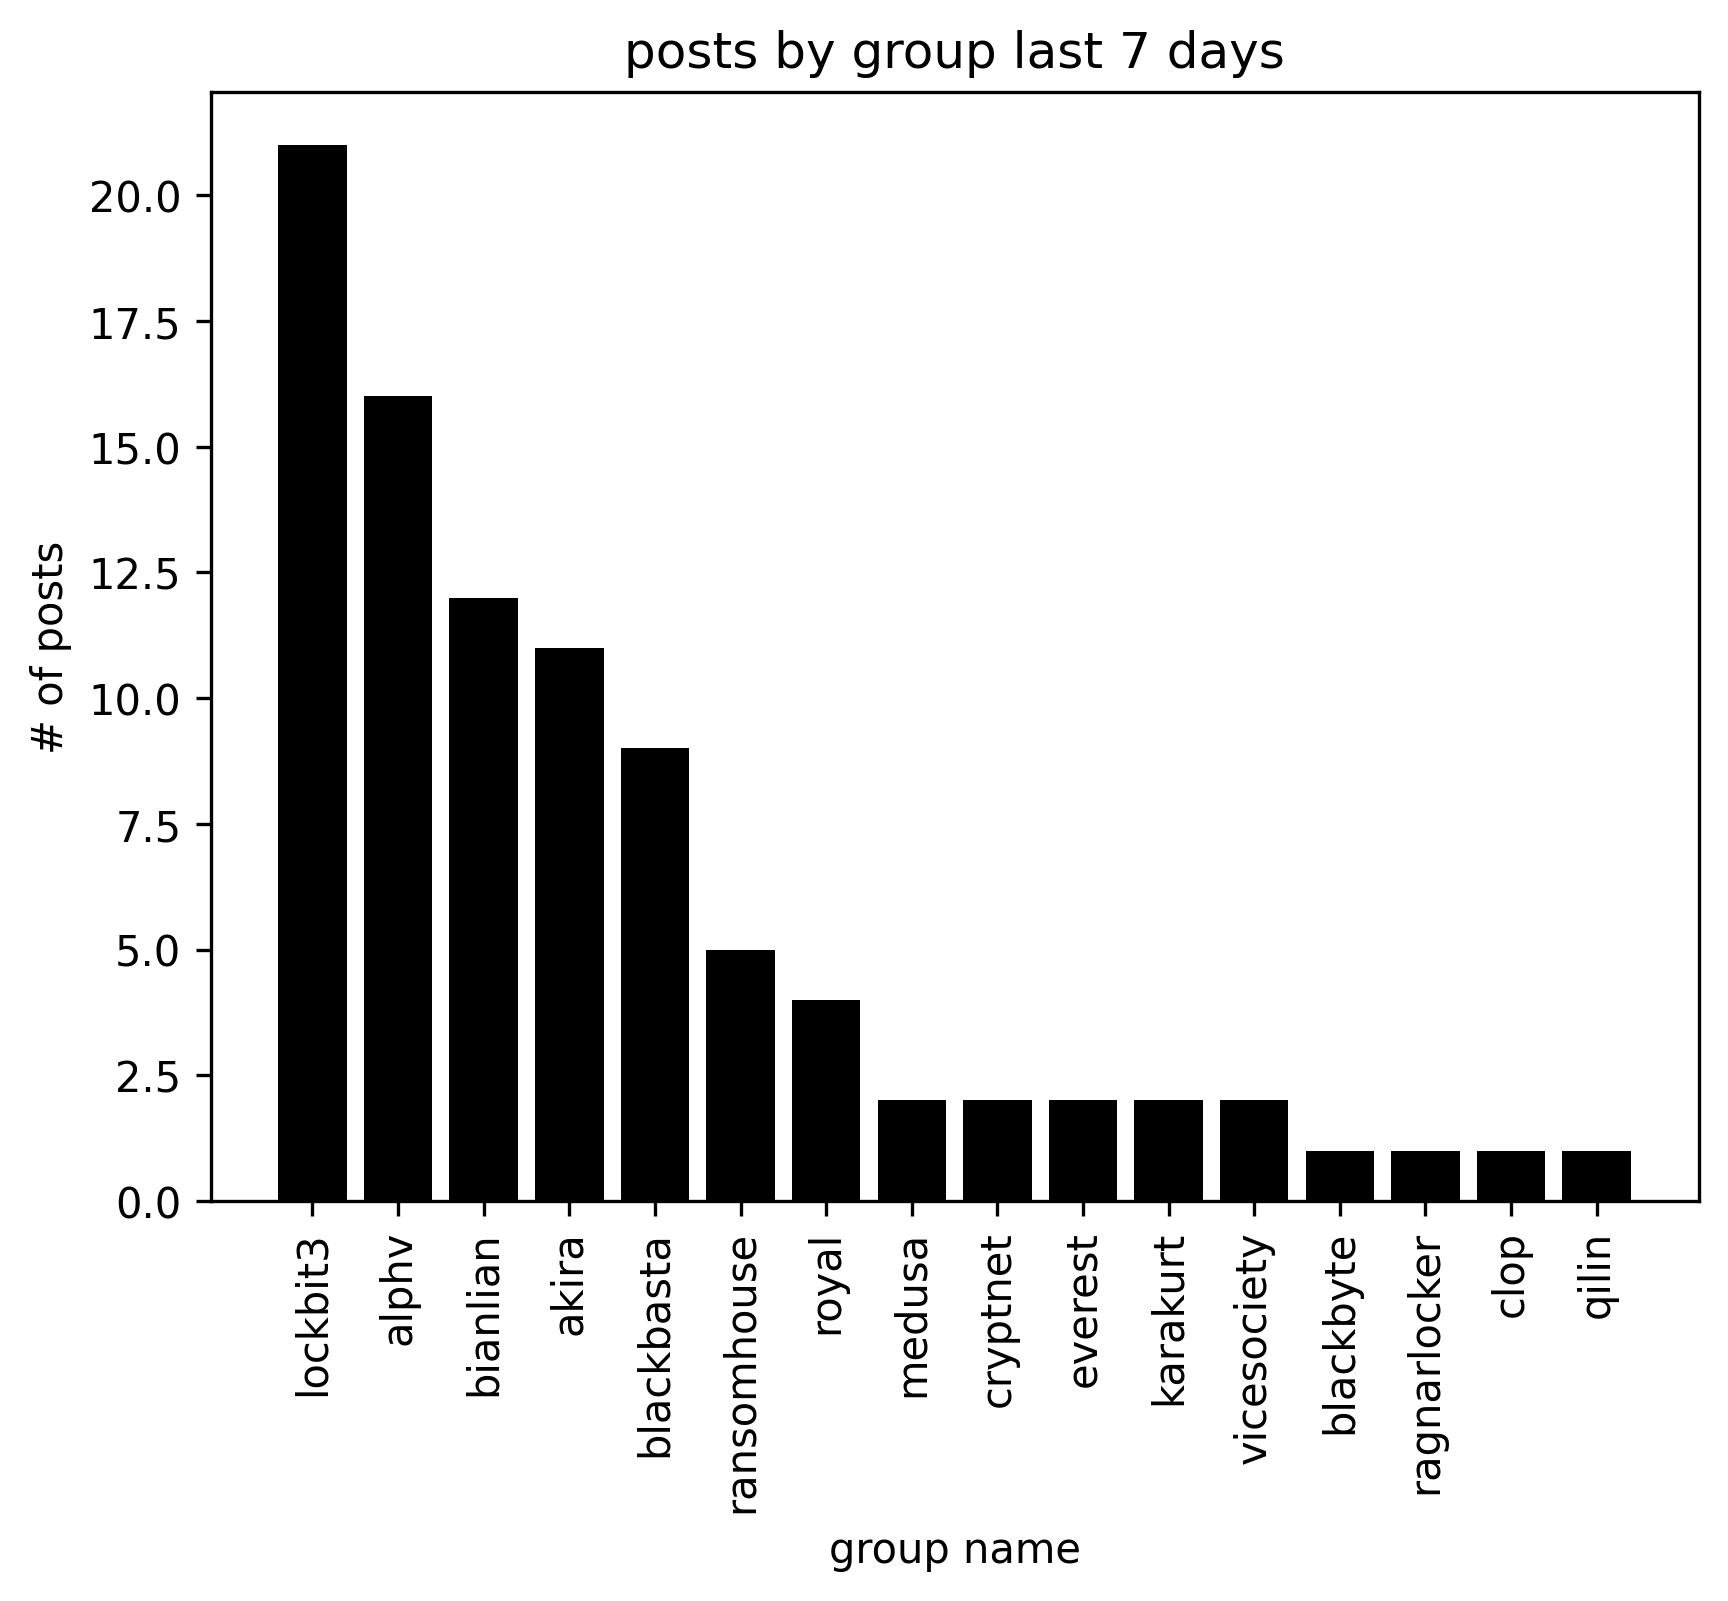 posts by group last 7 days
# of posts
20.0
17.5
15.0
12.5
10.0
7.5
5.0
2.5
0.0
lockbit3
alphv
bianlian
akira
blackbasta
ransomhouse
royal
medusa
cryptnet
everest
karakurt
vicesociety
blackbyte
ragnarlocker
clop
qilin
group name